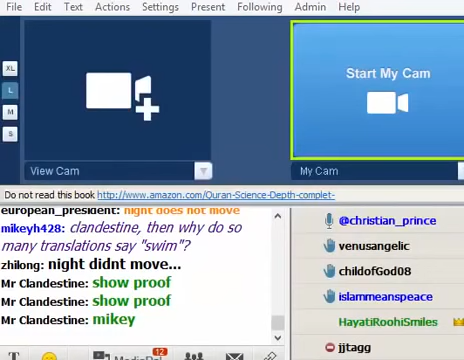 File Edit Text Actions Settings Present Following Admin Help
XL
L
M
S
Start My Cam
View Cam
My Cam
Do not read this book http://www.amazon.com/Quran-Science-Depth-complet-
european_president: night does not move
mikeyh428: clandestine, then why do so
many translations say "swim"?
zhilong: night didnt move...
Mr Clandestine: show proof
Mr Clandestine: show proof
Mr Clandestine: mikey
@christian_prince
venusangelic
childofGod08
islammeanspeace
HayatiRoohiSmiles
jjtagg
T
MediaPal
12